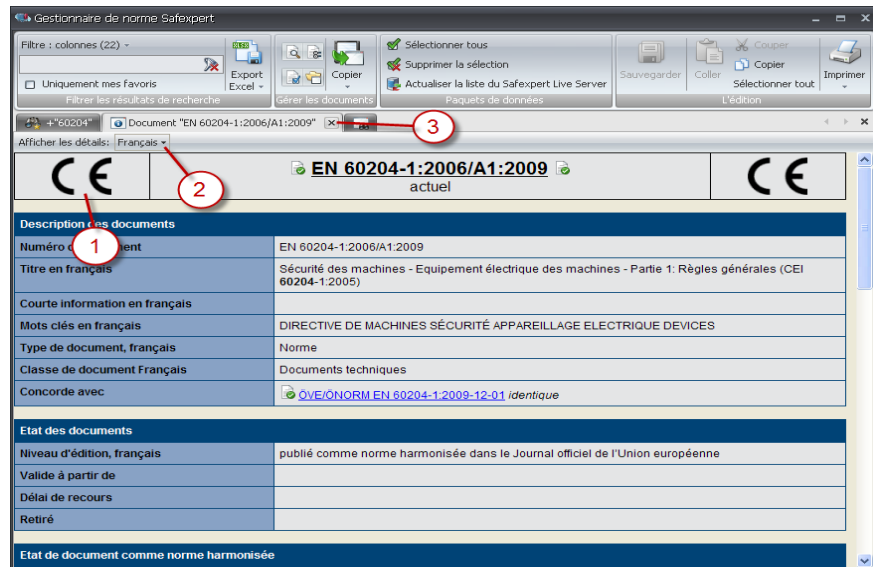 Gestionnaire de norme Safexpert
Filtre : colonnes (22)
Uniquement mes favoris
Filtrer les résultats de recherche
Export
Excel
Copier
Gérer les documents
Sélectionner tous
Supprimer la sélection
Actualiser la liste du Safexpert Live Server
Paquets de données
Sauvegarder
Coller
Couper
Copier
Sélectionner tout
Imprimer
L'édition
+"60204"
Document "EN 60204-1:2006/A1:2009"
3
Afficher les détails: Français
2
CE
EN 60204-1:2006/A1:2009
actuel
CE
1
Description des documents
Numéro ment EN 60204-1:2006/A1:2009
Titre en français Sécurité des machines - Equipement électrique des machines - Partie 1: Règles générales (CEI
60204-1:2005)
Courte information en français
Mots clés en français DIRECTIVE DE MACHINES SÉCURITÉ APPAREILLAGE ELECTRIQUE DEVICES
Type de document, français Norme
Classe de document Français Documents techniques
Concorde avec ÖVE/ÖNORM EN 60204-1:2009-12-01 identique
Etat des documents
Niveau d'édition, français publié comme norme harmonisée dans le Journal officiel de l'Union européenne
Valide à partir de
Délai de recours
Retiré
Etat de document comme norme harmonisée